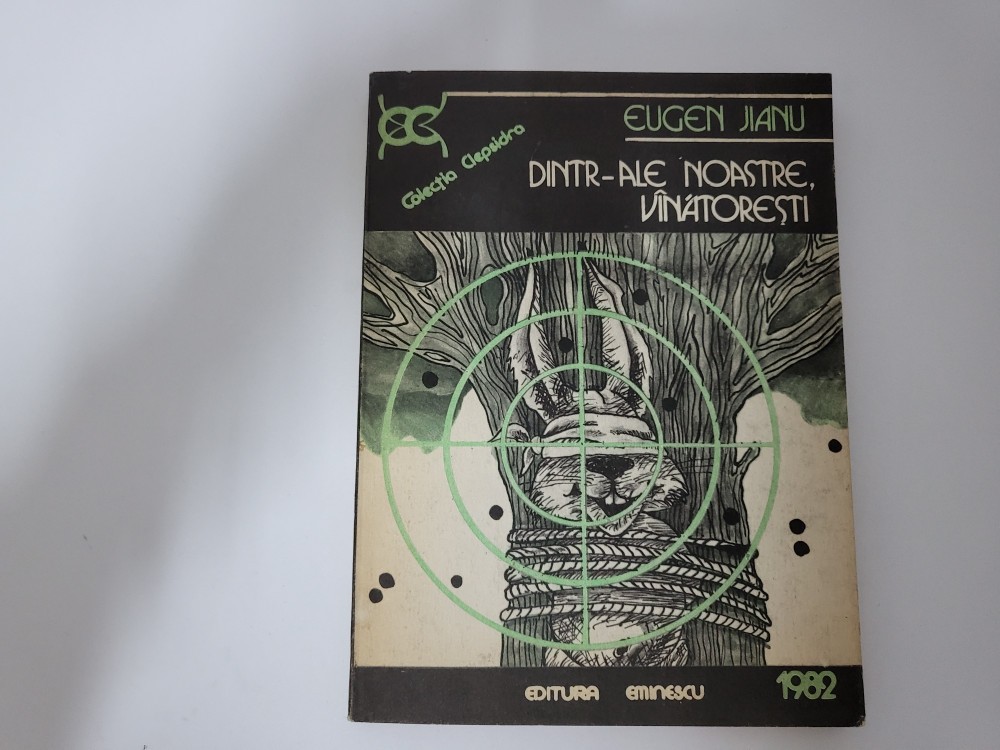 EUGEN JIANU
Colecția Clepsidra
DINTR-ALE NOASTRE,
VÎNĂTOREȘTI
EDITURA EMINESCU
1982